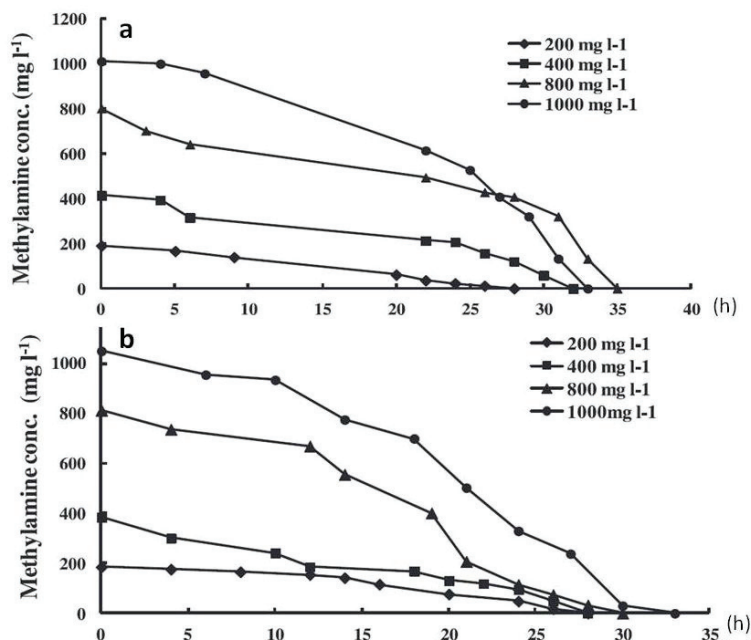 a
Methylamine conc. (mg l-1)
1200
1000
800
600
400
200
0
0 5 10 15 20 25 30 35 40 (h)
200 mg l-1
400 mg l-1
800 mg l-1
1000 mg l-1
b
Methylamine conc. (mg l-1)
1000
800
600
400
200
0
0 5 10 15 20 25 30 35 (h)
200 mg l-1
400 mg l-1
800 mg l-1
1000mg l-1